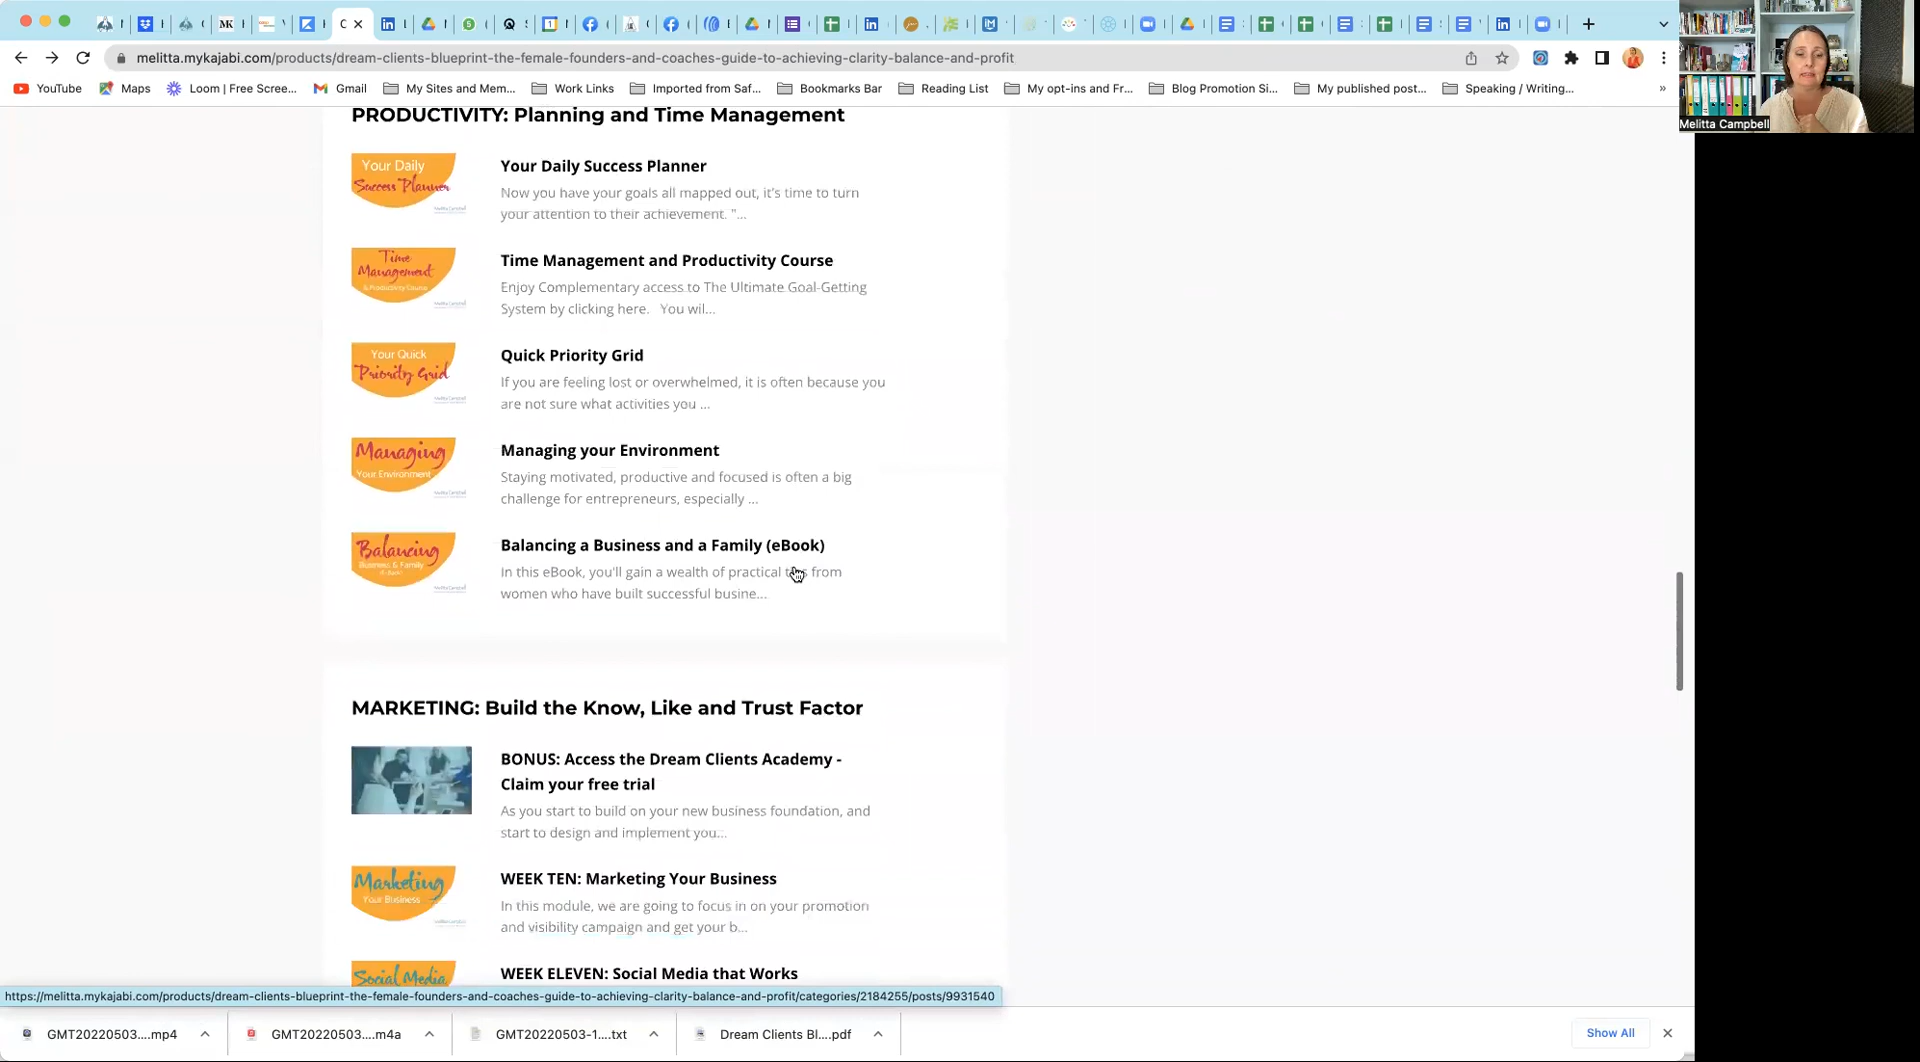 melitta.mykajabi.com/products/dream-clients-blueprint-the-female-founders-and-coaches-guide-to-achieving-clarity-balance-and-profit
YouTube
Maps
Loom | Free Scree...
Gmail
My Sites and Mem...
Work Links
Imported from Saf...
Bookmarks Bar
Reading List
My opt-ins and Fr...
Blog Promotion Si...
My published post...
Speaking / Writing...
»
Melitta Campbell
PRODUCTIVITY: Planning and Time Management
Your Daily
Success Planner
Your Daily Success Planner
Now you have your goals all mapped out, it's time to turn
your attention to their achievement. "...
Time
Management
& Productivity Course
Time Management and Productivity Course
Enjoy Complementary access to The Ultimate Goal-Getting
System by clicking here. You wil...
Your Quick
Priority Grid
Quick Priority Grid
If you are feeling lost or overwhelmed, it is often because you
are not sure what activities you ...
Managing
Your Environment
Managing your Environment
Staying motivated, productive and focused is often a big
challenge for entrepreneurs, especially ...
Balancing
Business & Family
Balancing a Business and a Family (eBook)
In this eBook, you'll gain a wealth of practical from
women who have built successful busine...
MARKETING: Build the Know, Like and Trust Factor
BONUS: Access the Dream Clients Academy -
Claim your free trial
As you start to build on your new business foundation, and
start to design and implement you...
Marketing
Your Business
WEEK TEN: Marketing Your Business
In this module, we are going to focus in on your promotion
and visibility campaign and get your b...
Social Media
WEEK ELEVEN: Social Media that Works
https://melitta.mykajabi.com/products/dream-clients-blueprint-the-female-founders-and-coaches-guide-to-achieving-clarity-balance-and-profit/categories/2184255/posts/9931540
GMT20220503....mp4
GMT20220503....m4a
GMT20220503-1....txt
Dream Clients Bl....pdf
Show All